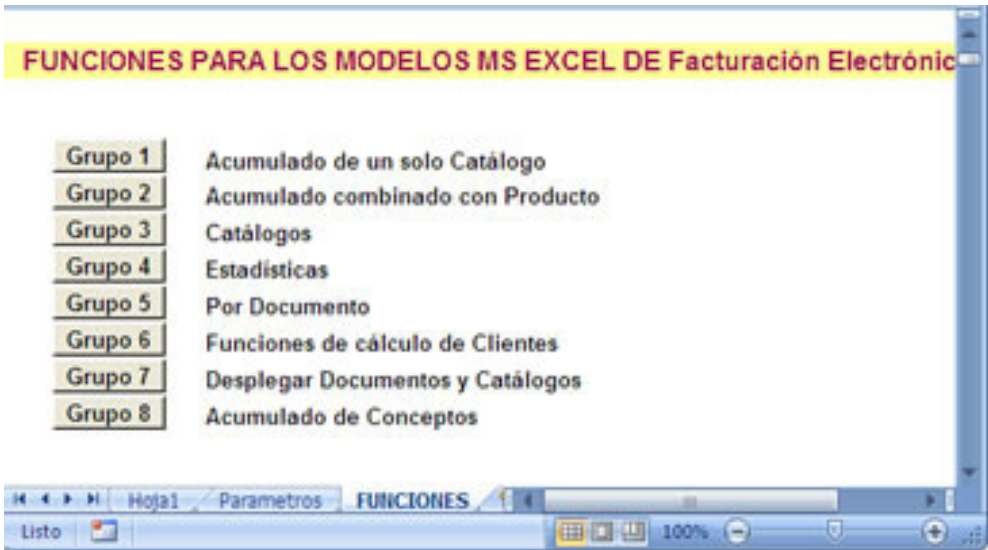 FUNCIONES PARA LOS MODELOS MS EXCEL DE Facturación Electrónic
Grupo 1 Acumulado de un solo Catálogo
Grupo 2 Acumulado combinado con Producto
Grupo 3 Catálogos
Grupo 4 Estadísticas
Grupo 5 Por Documento
Grupo 6 Funciones de cálculo de Clientes
Grupo 7 Desplegar Documentos y Catálogos
Grupo 8 Acumulado de Conceptos
Hoja1 Parametros FUNCIONES
Listo 100%